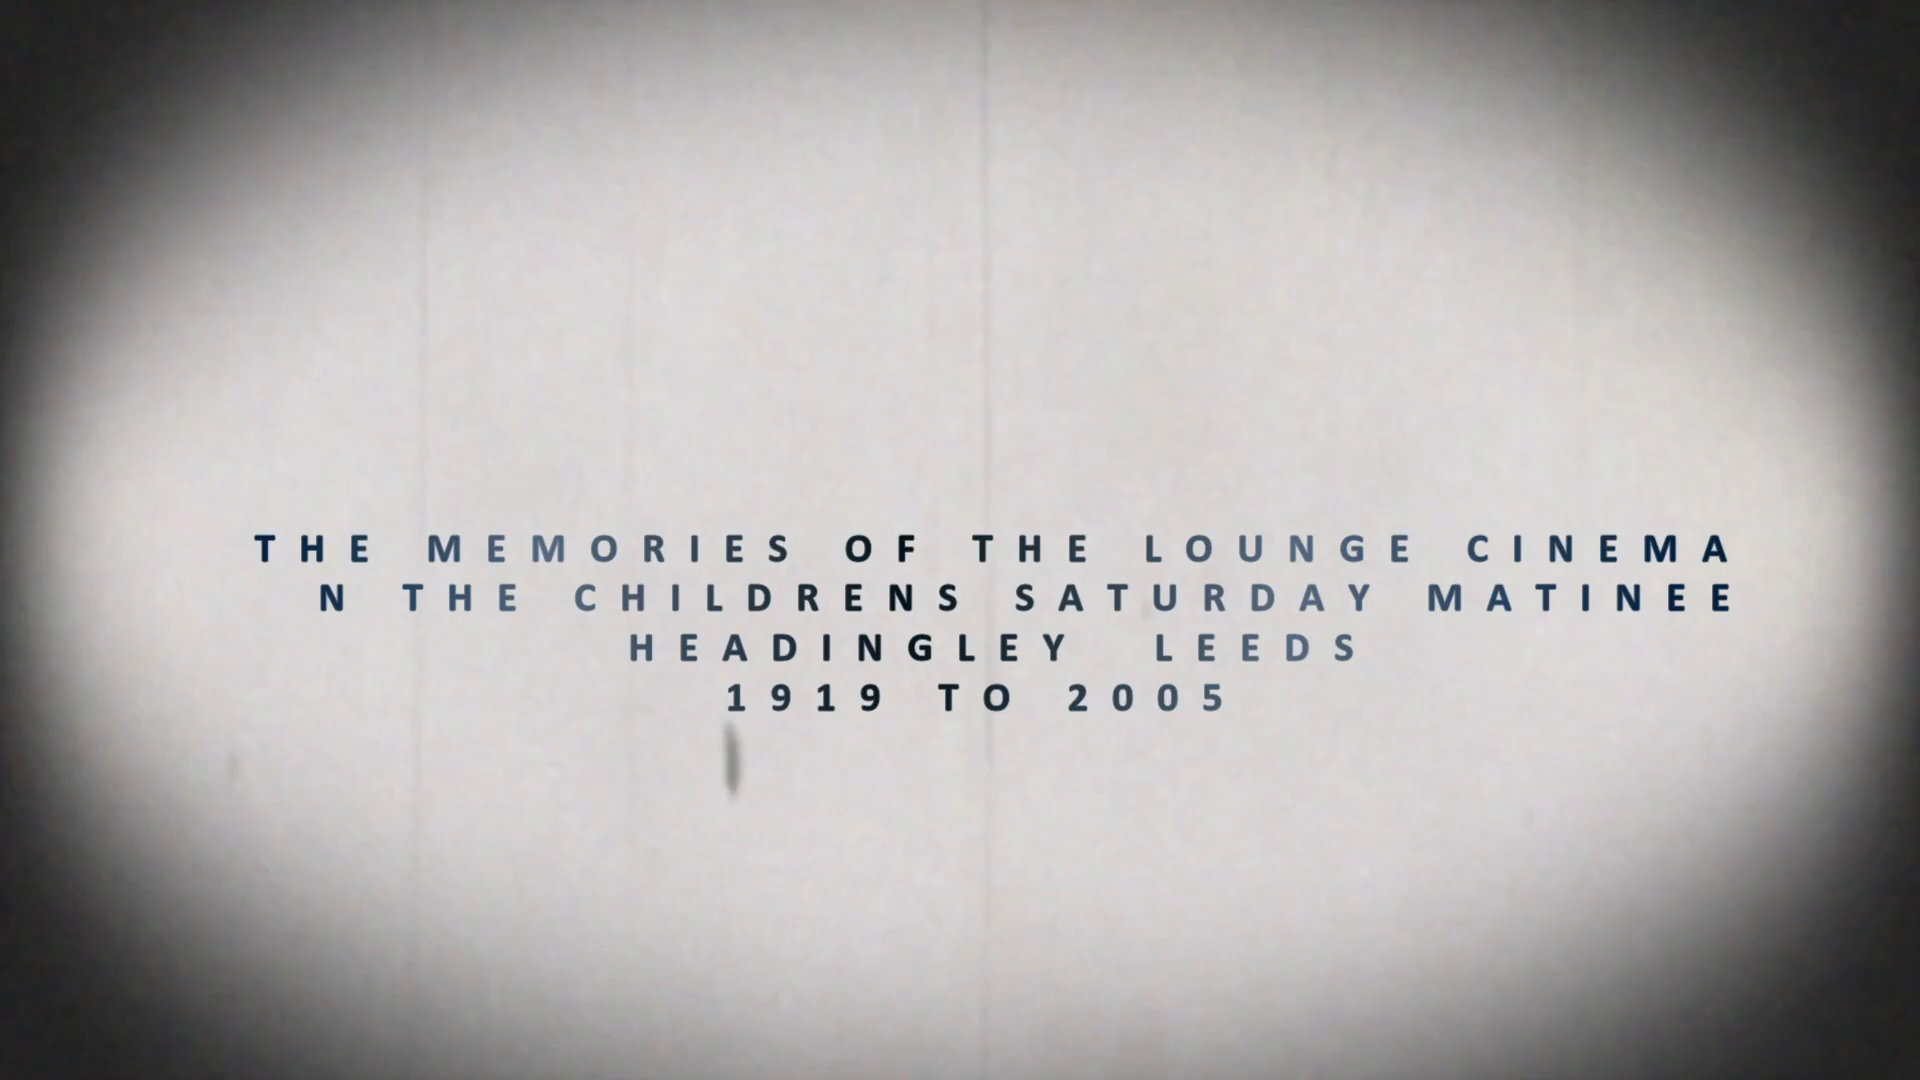 THE MEMORIES OF THE LOUNGE CINEMA
N THE CHILDRENS SATURDAY MATINEE
HEADINGLEY LEEDS
1919 TO 2005